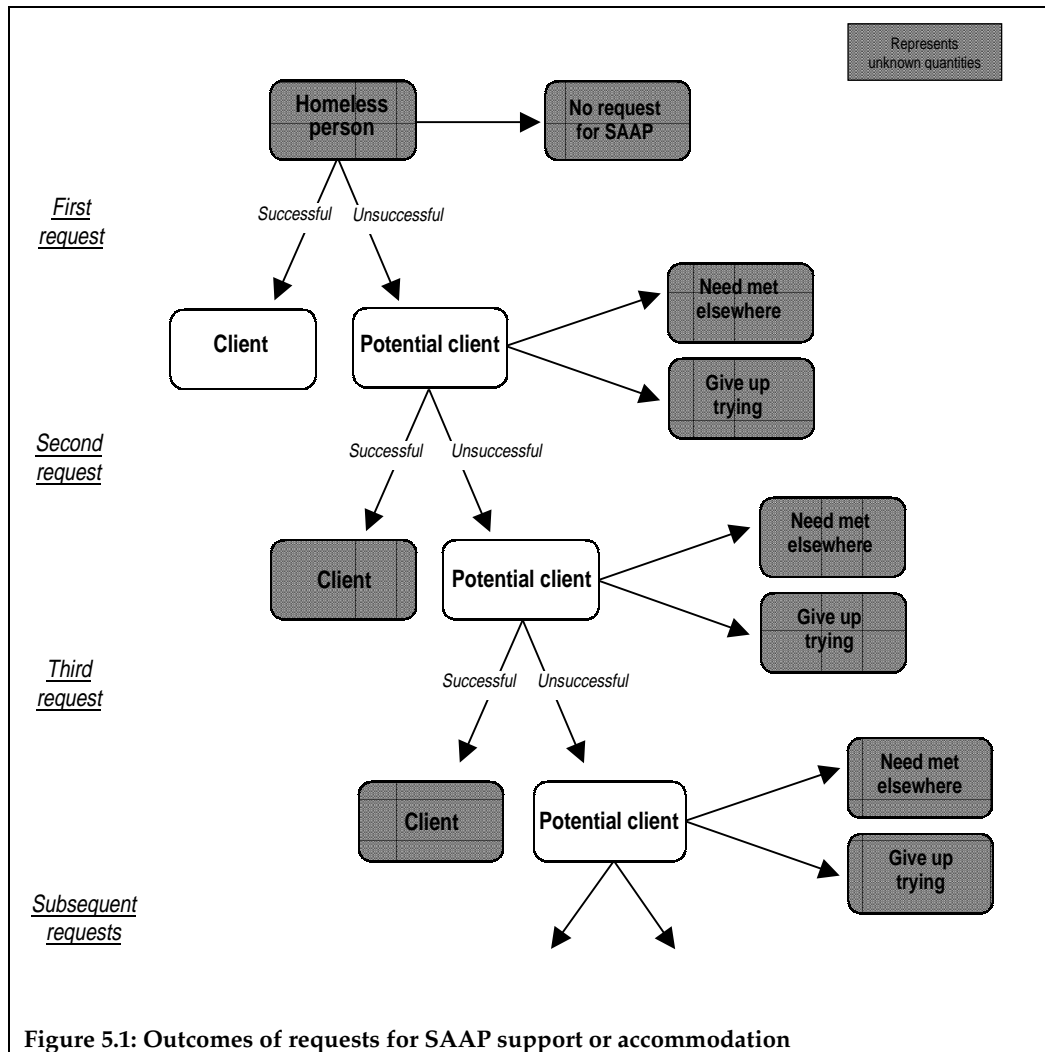 Represents
unknown quantities
Homeless
person
No request
for SAAP
First
request
Successful
Unsuccessful
Client
Potential client
Need met
elsewhere
Give up
trying
Second
request
Successful
Unsuccessful
Client
Potential client
Need met
elsewhere
Give up
trying
Third
request
Successful
Unsuccessful
Client
Potential client
Need met
elsewhere
Give up
trying
Subsequent
requests
Figure 5.1: Outcomes of requests for SAAP support or accommodation